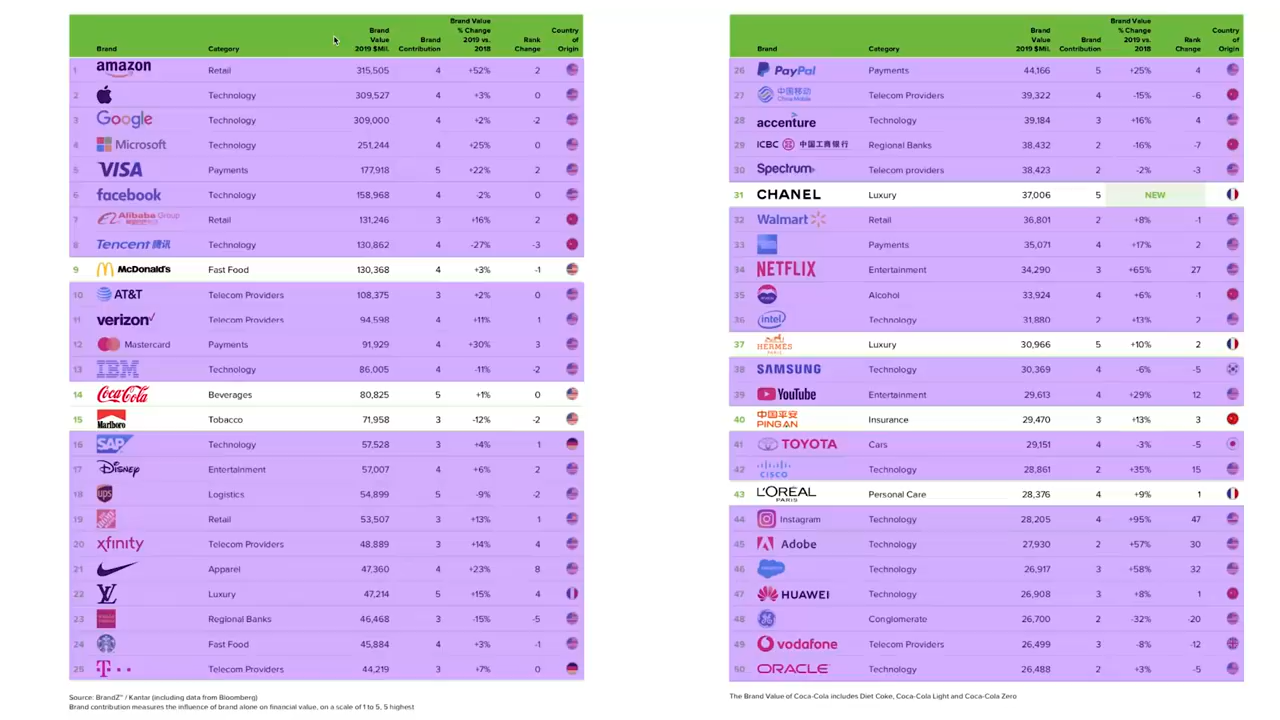 Brand Category Brand Value 2019 $Mil. Brand Contribution Brand Value % Change 2019 vs. 2018 Rank Change Country of Origin
1 amazon Retail 315,505 4 +52% 2
2 Technology 309,527 4 +3% 0
3 Google Technology 309,000 4 +2% -2
4 Microsoft Technology 251,244 4 +25% 0
5 VISA Payments 177,918 5 +22% 2
6 facebook Technology 158,968 4 -2% 0
7 Alibaba Group Retail 131,246 3 +16% 2
8 Tencent 腾讯 Technology 130,862 4 -27% -3
9 McDonald's Fast Food 130,368 4 +3% -1
10 AT&T Telecom Providers 108,375 3 +2% 0
11 verizon Telecom Providers 94,598 4 +11% 1
12 Mastercard Payments 91,929 4 +30% 3
13 IBM Technology 86,005 4 -11% -2
14 Coca-Cola Beverages 80,825 5 +1% 0
15 Marlboro Tobacco 71,958 3 -12% -2
16 SAP Technology 57,528 3 +4% 1
17 Disney Entertainment 57,007 4 +6% 2
18 ups Logistics 54,899 5 -9% -2
19 Retail 53,507 3 +13% 1
20 xfinity Telecom Providers 48,889 3 +14% 4
21 Apparel 47,360 4 +23% 8
22 LV Luxury 47,214 5 +15% 4
23 Regional Banks 46,468 3 -15% -5
24 Fast Food 45,884 4 +3% -1
25 T Telecom Providers 44,219 3 +7% 0
Source: BrandZ™ / Kantar (including data from Bloomberg)
Brand contribution measures the influence of brand alone on financial value, on a scale of 1 to 5, 5 highest
Brand Category Brand Value 2019 $Mil. Brand Contribution Brand Value % Change 2019 vs. 2018 Rank Change Country of Origin
26 PayPal Payments 44,166 5 +25% 4
27 中国移动 China Mobile Telecom Providers 39,322 4 -15% -6
28 accenture Technology 39,184 3 +16% 4
29 ICBC 中国工商银行 Regional Banks 38,432 2 -16% -7
30 Spectrum Telecom providers 38,423 2 -2% -3
31 CHANEL Luxury 37,006 5 NEW
32 Walmart Retail 36,801 2 +8% -1
33 Payments 35,071 4 +17% 2
34 NETFLIX Entertainment 34,290 3 +65% 27
35 Alcohol 33,924 4 +6% -1
36 intel Technology 31,880 2 +13% 2
37 HERMÈS PARIS Luxury 30,966 5 +10% 2
38 SAMSUNG Technology 30,369 4 -6% -5
39 YouTube Entertainment 29,613 4 +29% 12
40 中国平安 PING AN Insurance 29,470 3 +13% 3
41 TOYOTA Cars 29,151 4 -3% -5
42 CISCO Technology 28,861 2 +35% 15
43 L'ORÉAL PARIS Personal Care 28,376 4 +9% 1
44 Instagram Technology 28,205 4 +95% 47
45 Adobe Technology 27,930 2 +57% 30
46 salesforce Technology 26,917 3 +58% 32
47 HUAWEI Technology 26,908 3 +8% 1
48 Conglomerate 26,700 2 -32% -20
49 vodafone Telecom Providers 26,499 3 -8% -12
50 ORACLE Technology 26,488 2 +3% -5
The Brand Value of Coca-Cola includes Diet Coke, Coca-Cola Light and Coca-Cola Zero